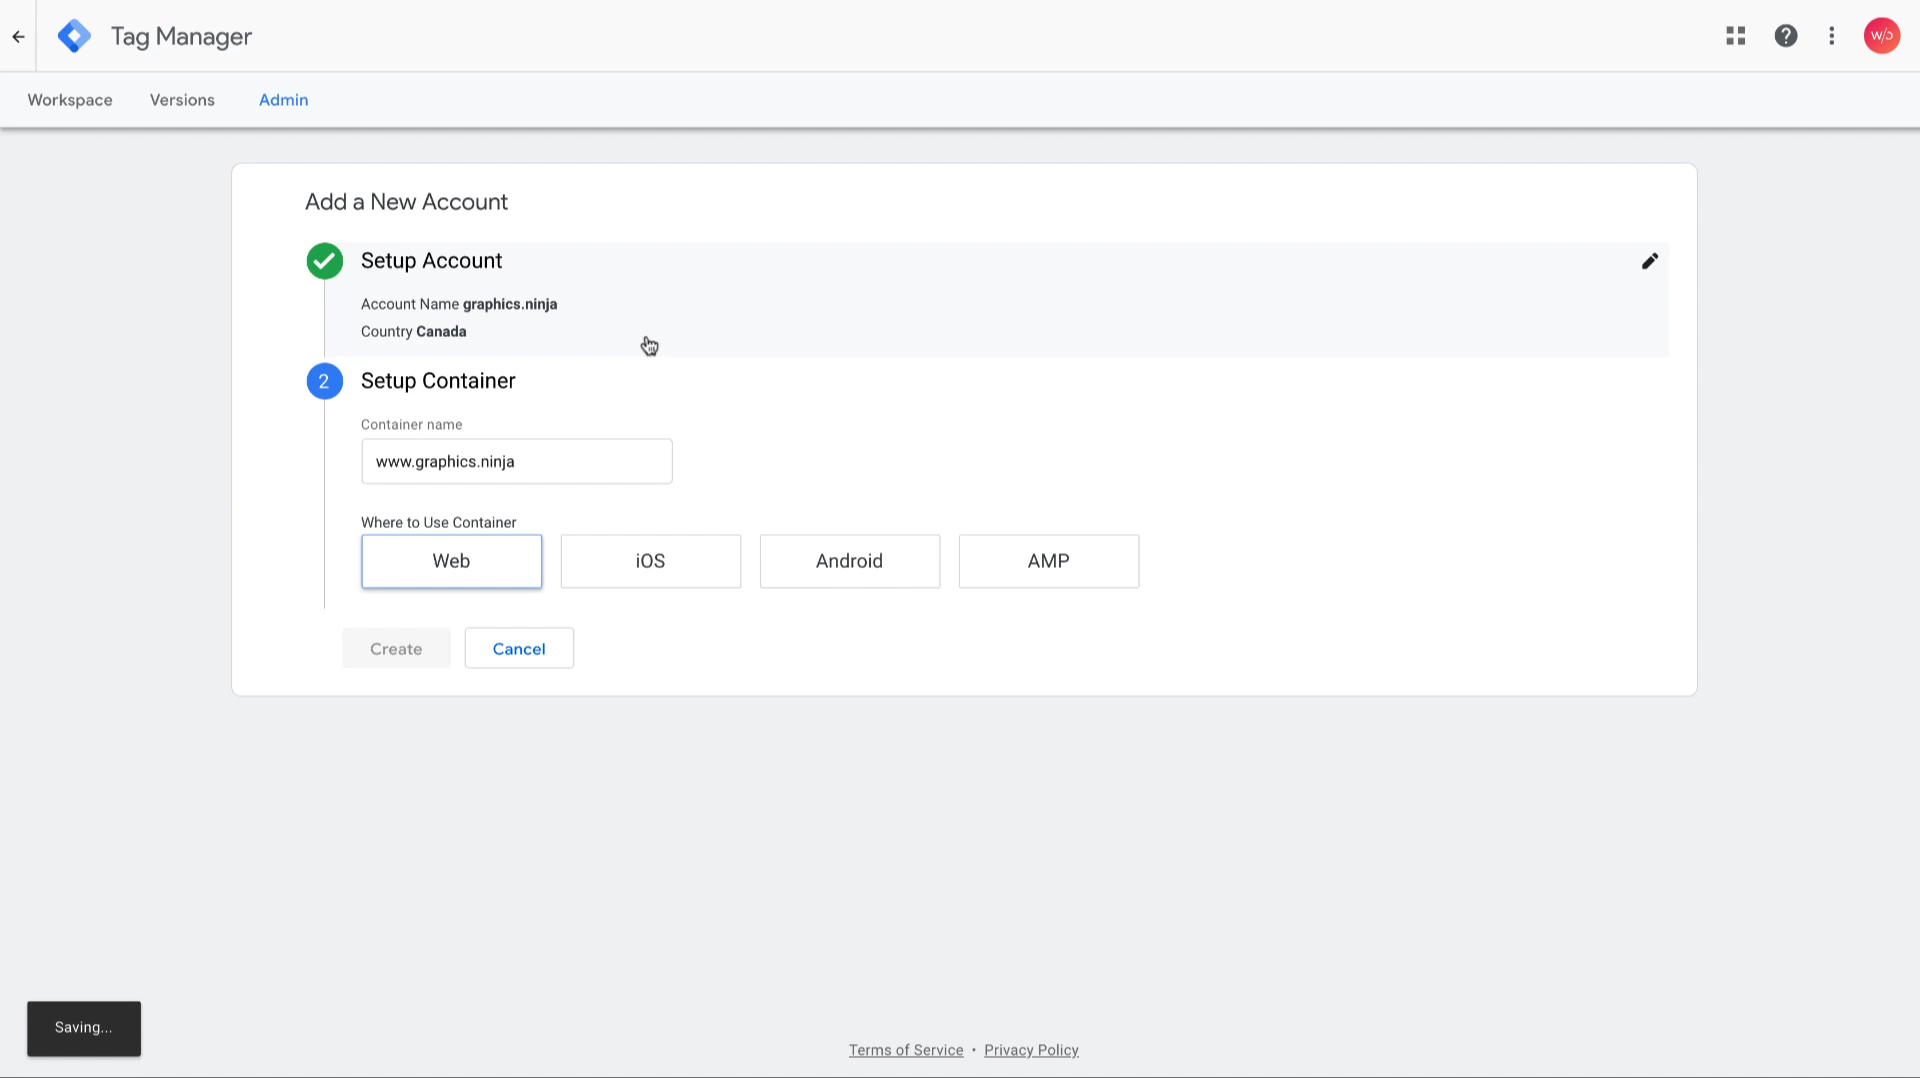 Tag Manager
W/
Workspace Versions Admin
Add a New Account
Setup Account
Account Name graphics.ninja
Country Canada
2 Setup Container
Container name
www.graphics.ninja
Where to Use Container
Web iOS Android AMP
Create Cancel
Saving...
Terms of Service • Privacy Policy